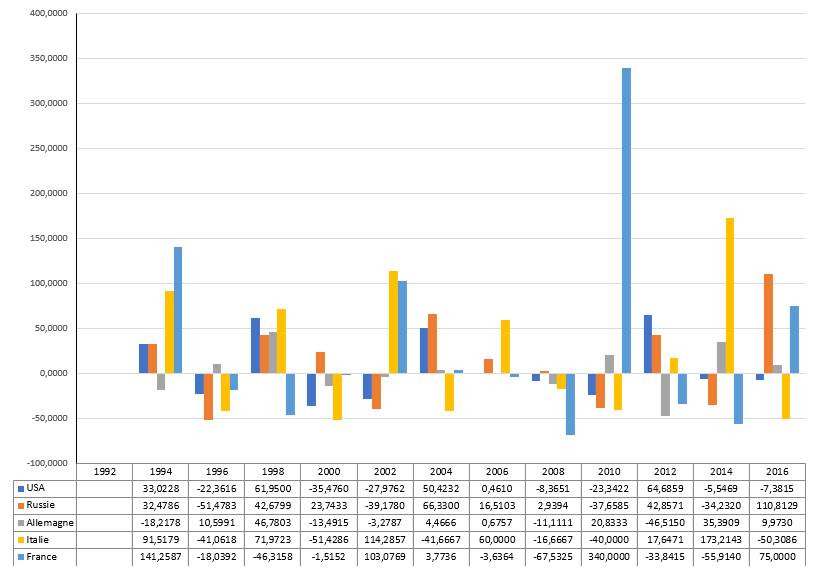 400,0000
350,0000
300,0000
250,0000
200,0000
150,0000
100,0000
50,0000
0,0000
-50,0000
-100,0000
1992 1994 1996 1998 2000 2002 2004 2006 2008 2010 2012 2014 2016
USA 33,0228 -22,3616 61,9500 -35,4760 -27,9762 50,4232 0,4610 -8,3651 -23,3422 64,6859 -5,5469 -7,3815
Russie 32,4786 -51,4783 42,6799 23,7433 -39,1780 66,3300 16,5103 2,9394 -37,6585 42,8571 -34,2320 110,8129
Allemagne -18,2178 10,5991 46,7803 -13,4915 -3,2787 4,4666 0,6757 -11,1111 20,8333 -46,5150 35,3909 9,9730
Italie 91,5179 -41,0618 71,9723 -51,4286 114,2857 -41,6667 60,0000 -16,6667 -40,0000 17,6471 173,2143 -50,3086
France 141,2587 -18,0392 -46,3158 -1,5152 103,0769 3,7736 -3,6364 -67,5325 340,0000 -33,8415 -55,9140 75,0000